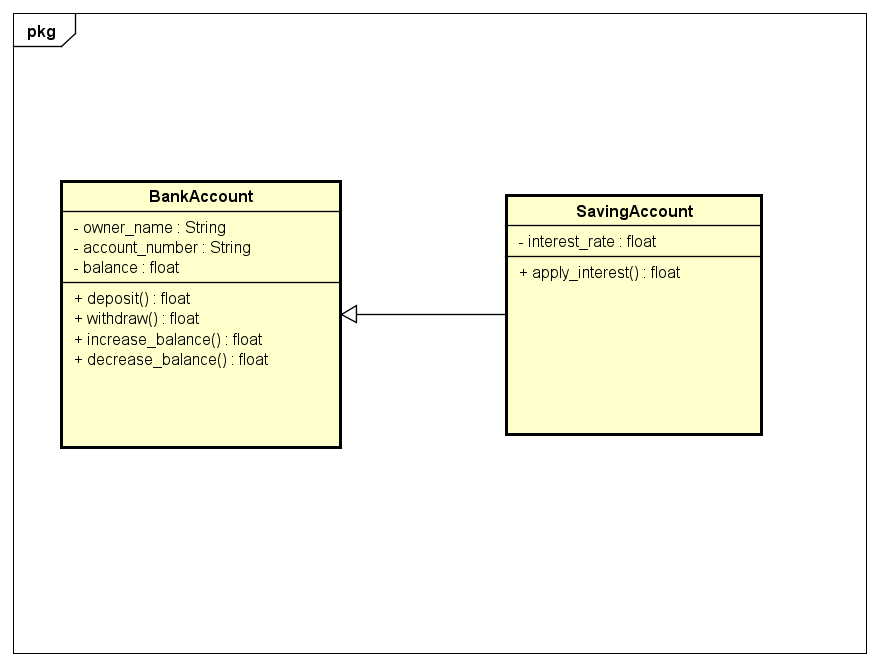 pkg
BankAccount
- owner_name : String
- account_number : String
- balance : float
+ deposit() : float
+ withdraw() : float
+ increase_balance() : float
+ decrease_balance() : float
SavingAccount
- interest_rate : float
+ apply_interest() : float